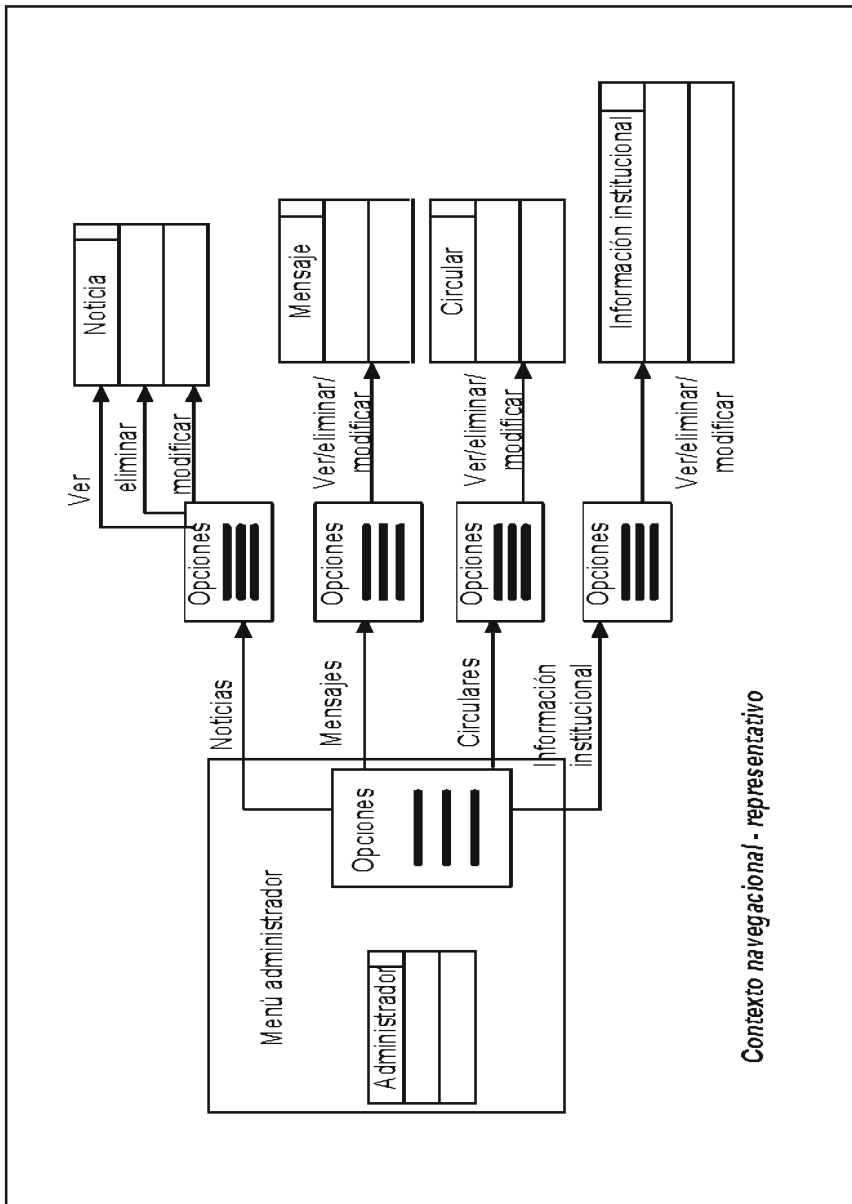 Menú administrador
Administrador
Opciones
Noticias
Mensajes
Circulares
Información
institucional
Opciones
Ver
eliminar
modificar
Noticia
Opciones
Ver/eliminar/
modificar
Mensaje
Opciones
Ver/eliminar/
modificar
Circular
Opciones
Ver/eliminar/
modificar
Información institucional
Contexto navegacional - representativo